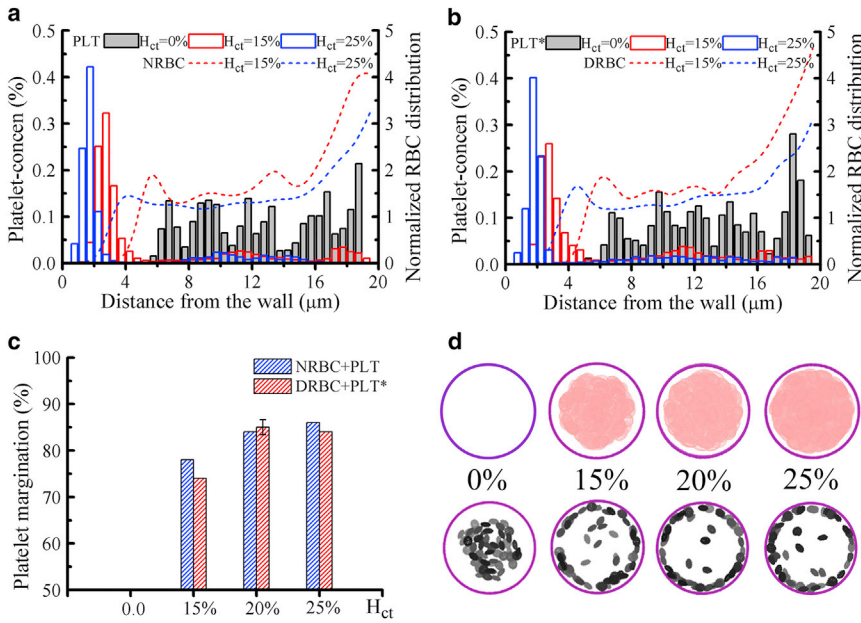 a
PLT Hct=0% Hct=15% Hct=25%
NRBC Hct=15% Hct=25%
0.5
0.4
0.3
0.2
0.1
0.0
Platelet-concen (%)
5
4
3
2
1
0
Normalized RBC distribution
0 4 8 12 16 20
Distance from the wall (μm)
b
PLT* Hct=0% Hct=15% Hct=25%
DRBC Hct=15% Hct=25%
0.5
0.4
0.3
0.2
0.1
0.0
Platelet-concen (%)
5
4
3
2
1
0
Normalized RBC distribution
0 4 8 12 16 20
Distance from the wall (μm)
c
NRBC+PLT
DRBC+PLT*
100
90
80
70
60
50
Platelet margination (%)
0.0 15% 20% 25% Hct
d
0% 15% 20% 25%